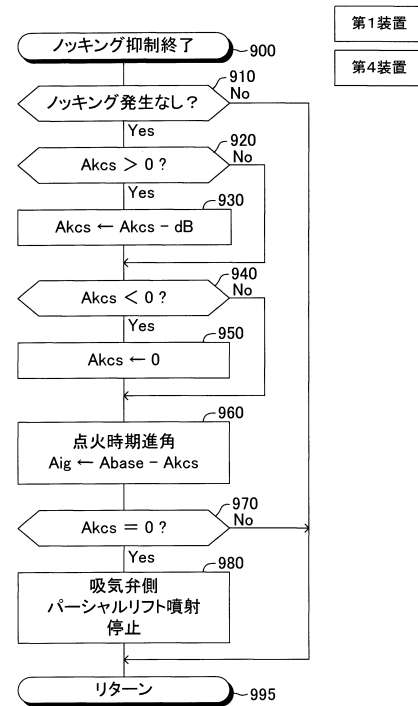 第1装置
第4装置
ノッキング抑制終了
900
910
ノッキング発生なし?
No
Yes
920
Akcs > 0 ?
No
Yes
930
Akcs ← Akcs − dB
940
Akcs < 0 ?
No
Yes
950
Akcs ← 0
960
点火時期進角
Aig ← Abase − Akcs
970
Akcs = 0 ?
No
Yes
980
吸気弁側
パーシャルリフト噴射
停止
リターン
995